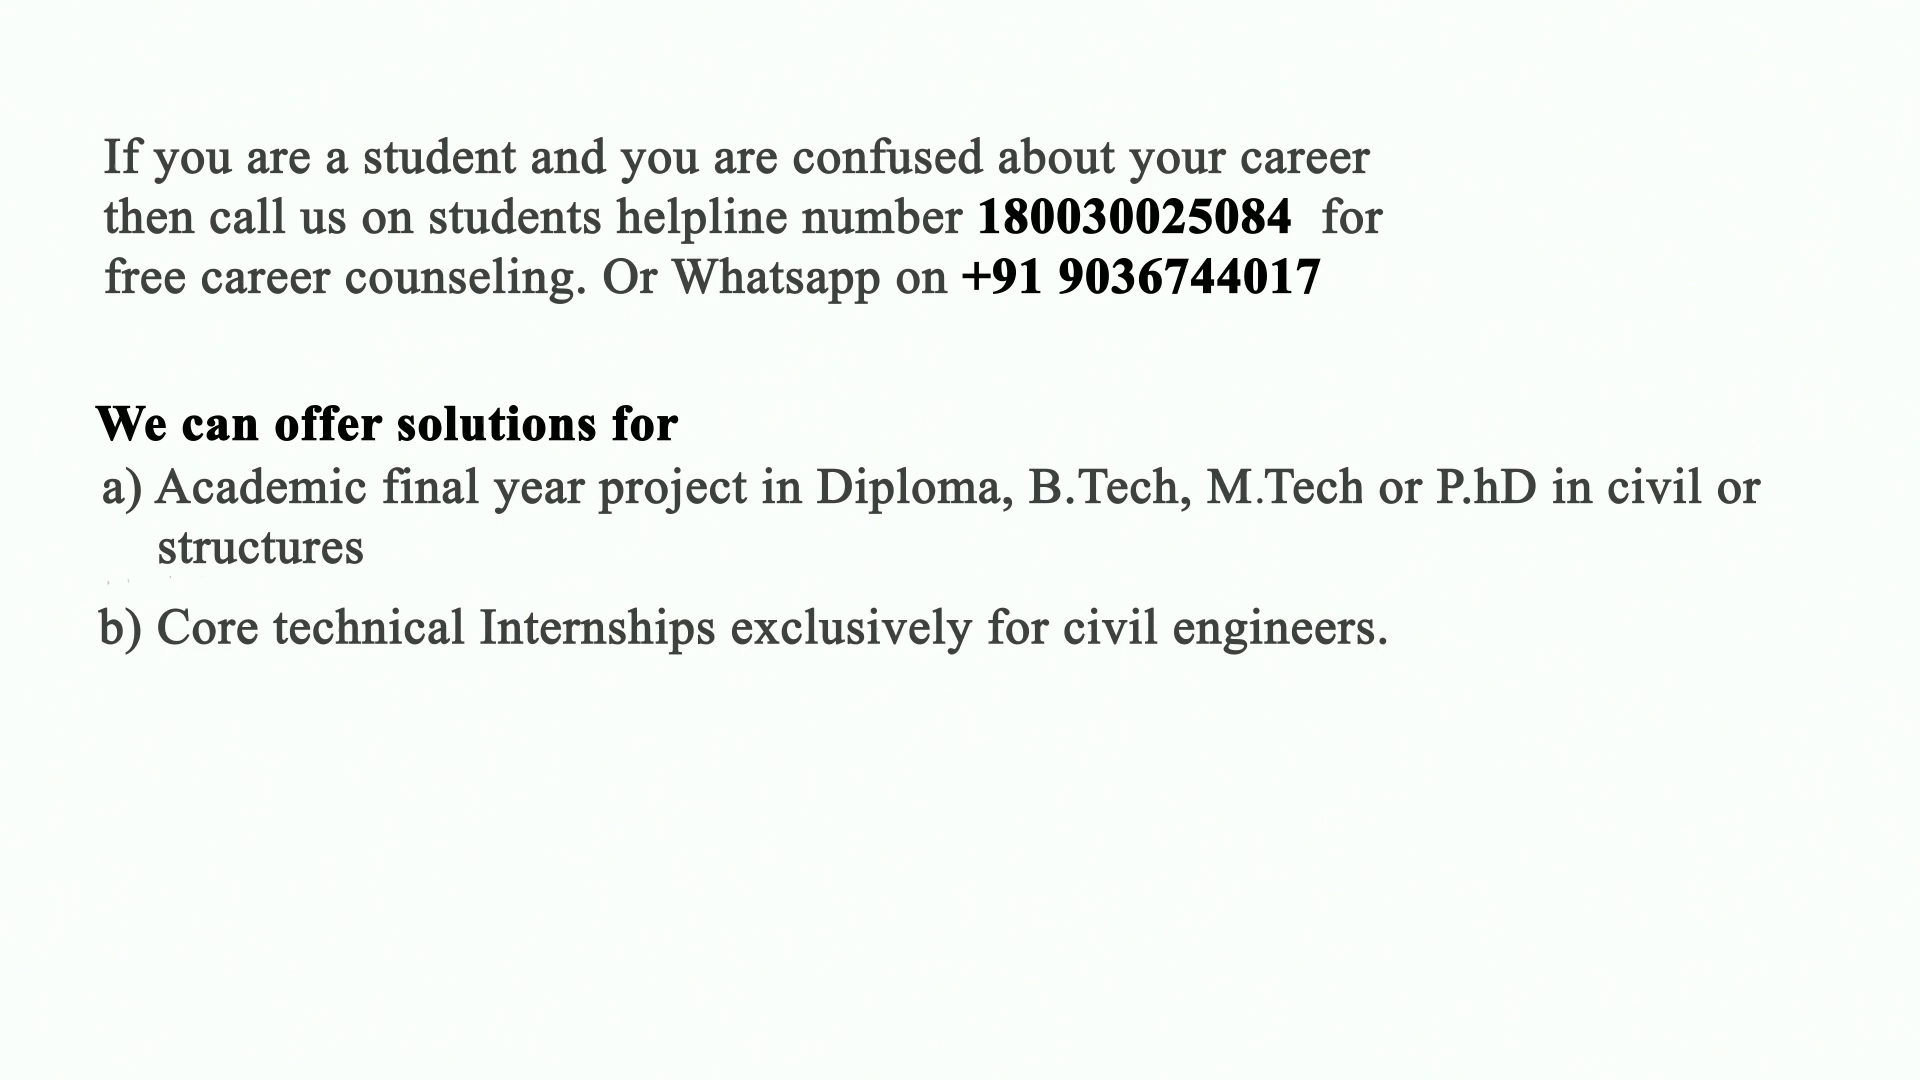 If you are a student and you are confused about your career
then call us on students helpline number 180030025084 for
free career counseling. Or Whatsapp on +91 9036744017
We can offer solutions for
a) Academic final year project in Diploma, B.Tech, M.Tech or P.hD in civil or
structures
b) Core technical Internships exclusively for civil engineers.